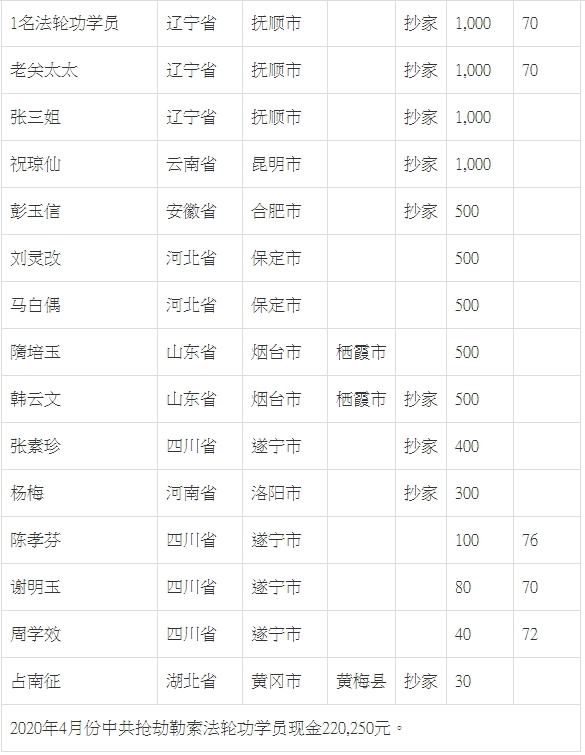 1名法轮功学员 辽宁省 抚顺市 抄家 1,000 70
老关太太 辽宁省 抚顺市 抄家 1,000 70
张三姐 辽宁省 抚顺市 抄家 1,000
祝琼仙 云南省 昆明市 抄家 1,000
彭玉信 安徽省 合肥市 抄家 500
刘灵改 河北省 保定市 500
马白偶 河北省 保定市 500
隋培玉 山东省 烟台市 栖霞市 500
韩云文 山东省 烟台市 栖霞市 抄家 500
张素珍 四川省 遂宁市 抄家 400
杨梅 河南省 洛阳市 抄家 300
陈孝芬 四川省 遂宁市 100 76
谢明玉 四川省 遂宁市 80 70
周学效 四川省 遂宁市 40 72
占南征 湖北省 黄冈市 黄梅县 抄家 30
2020年4月份中共抢劫勒索法轮功学员现金220,250元。